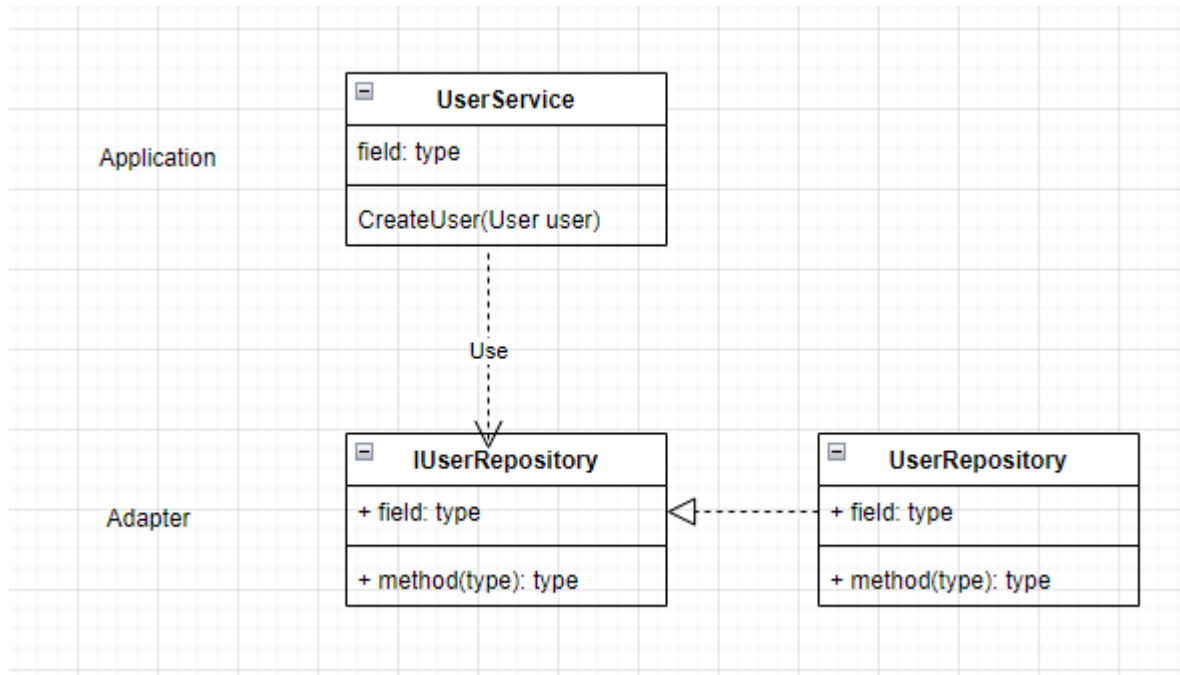 UserService
Application
field: type
CreateUser(User user)
Use
IUserRepository
UserRepository
Adapter
+ field: type
+ field: type
+ method(type): type
+ method(type): type